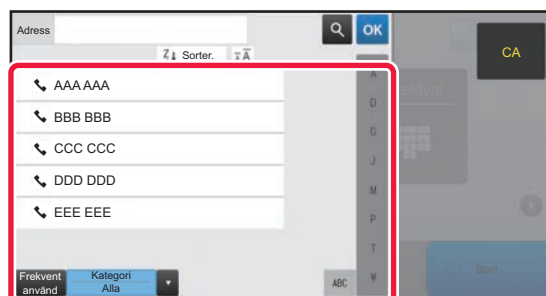 Adress
OK
CA
Sorter.
AAA AAA
BBB BBB
CCC CCC
DDD DDD
EEE EEE
A
D
G
J
M
P
T
W
Frekvent
använd
Kategori
Alla
ABC
Start